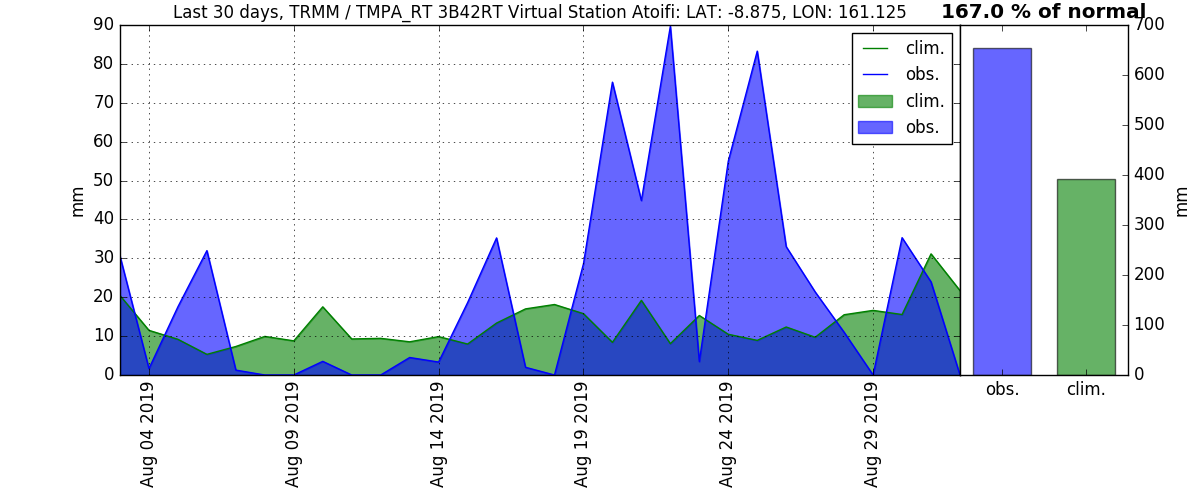 Last 30 days, TRMM / TMPA_RT 3B42RT Virtual Station Atoifi: LAT: -8.875, LON: 161.125
167.0 % of normal
90
80
70
60
50
40
30
20
10
0
mm
clim.
obs.
clim.
obs.
Aug 04 2019
Aug 09 2019
Aug 14 2019
Aug 19 2019
Aug 24 2019
Aug 29 2019
700
600
500
400
300
200
100
0
mm
obs.
clim.